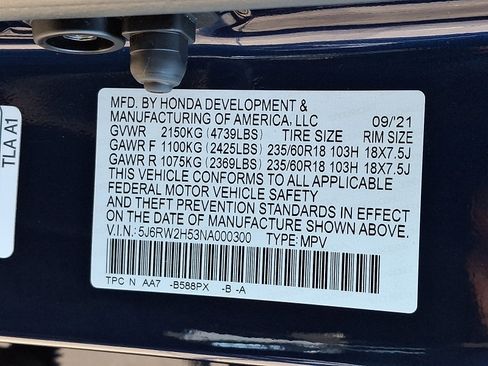 MFD. BY HONDA DEVELOPMENT & 09/21
MANUFACTURING OF AMERICA, LLC
GVWR 2150KG (4739LBS) TIRE SIZE RIM SIZE
GAWR F 1100KG (2425LBS) 235/60R18 103H 18X7.5J
GAWR R 1075KG (2369LBS) 235/60R18 103H 18X7.5J
THIS VEHICLE CONFORMS TO ALL APPLICABLE
FEDERAL MOTOR VEHICLE SAFETY
AND THEFT PREVENTION STANDARDS IN EFFECT
ON THE DATE OF MANUFACTURE SHOWN ABOVE.
V.I.N.: 5J6RW2H53NA000300 TYPE: MPV
TPC N AA7 -B588PX -B -A
TLA A1